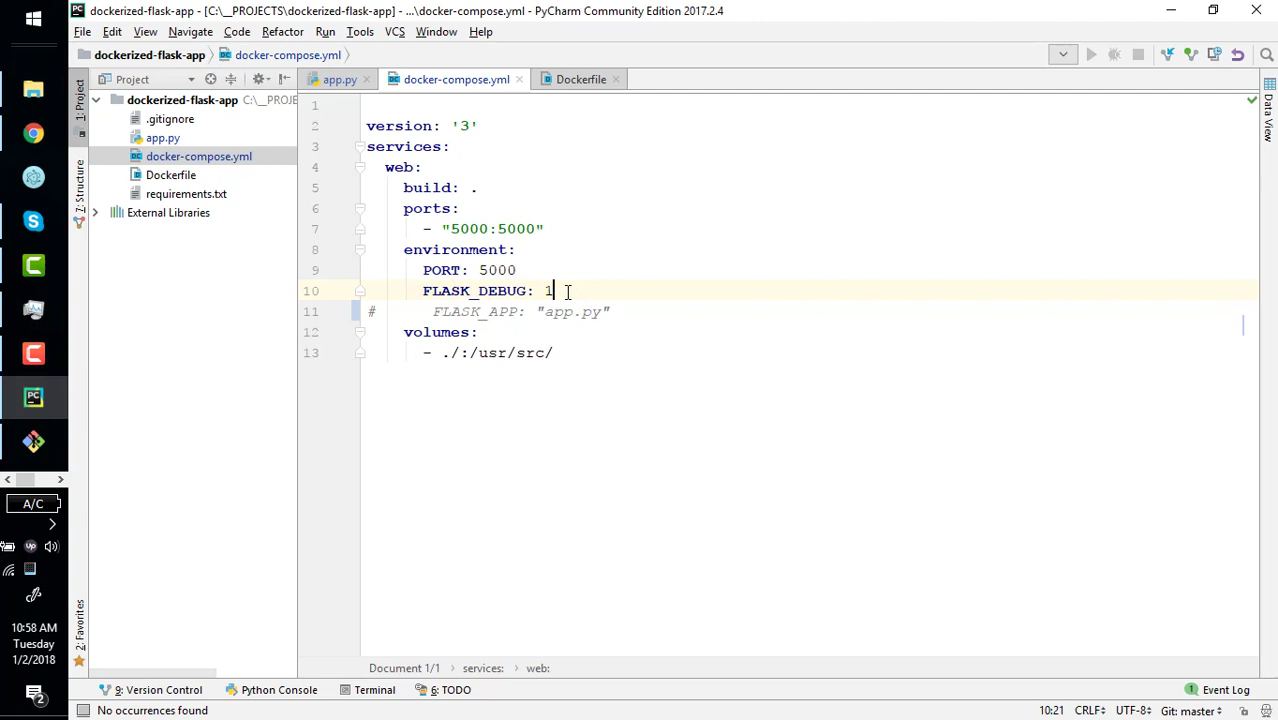 dockerized-flask-app - [C:\__PROJECTS\dockerized-flask-app] - ...\docker-compose.yml - PyCharm Community Edition 2017.2.4
File Edit View Navigate Code Refactor Run Tools VCS Window Help
dockerized-flask-app docker-compose.yml
Project
app.py docker-compose.yml Dockerfile
1: Project
7: Structure
2: Favorites
Data View
dockerized-flask-app C:\__PROJE
.gitignore
app.py
docker-compose.yml
Dockerfile
requirements.txt
External Libraries
1
2 version: '3'
3 services:
4 web:
5 build: .
6 ports:
7 - "5000:5000"
8 environment:
9 PORT: 5000
10 FLASK_DEBUG: 1
11 # FLASK_APP: "app.py"
12 volumes:
13 - ./:/usr/src/
Document 1/1 services: web:
9: Version Control Python Console Terminal 6: TODO 1 Event Log
No occurrences found 10:21 CRLF÷ UTF-8÷ Git: master÷
A/C
up
10:58 AM
Tuesday
1/2/2018
2